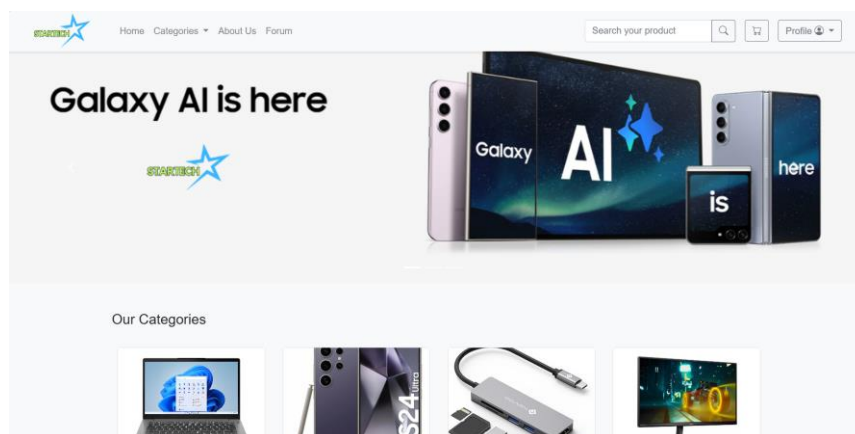 STARTECH
Home Categories About Us Forum
Search your product
Profile
Galaxy AI is here
STARTECH
Galaxy
AI
is
here
Our Categories
S24 Ultra